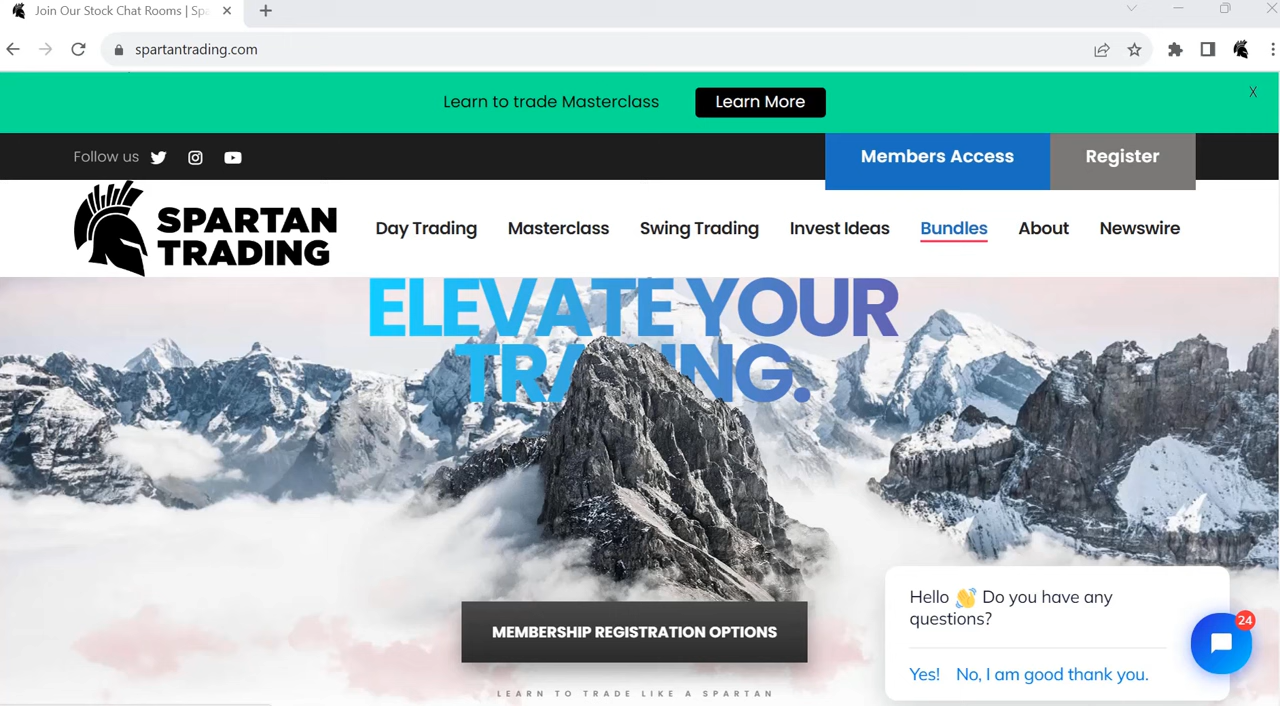 Join Our Stock Chat Rooms | Spa
spartantrading.com
Learn to trade Masterclass
Learn More
X
Follow us
Members Access
Register
SPARTAN
TRADING
Day Trading
Masterclass
Swing Trading
Invest Ideas
Bundles
About
Newswire
ELEVATE YOUR
TRADING.
MEMBERSHIP REGISTRATION OPTIONS
LEARN TO TRADE LIKE A SPARTAN
Hello 👋 Do you have any
questions?
24
Yes! No, I am good thank you.